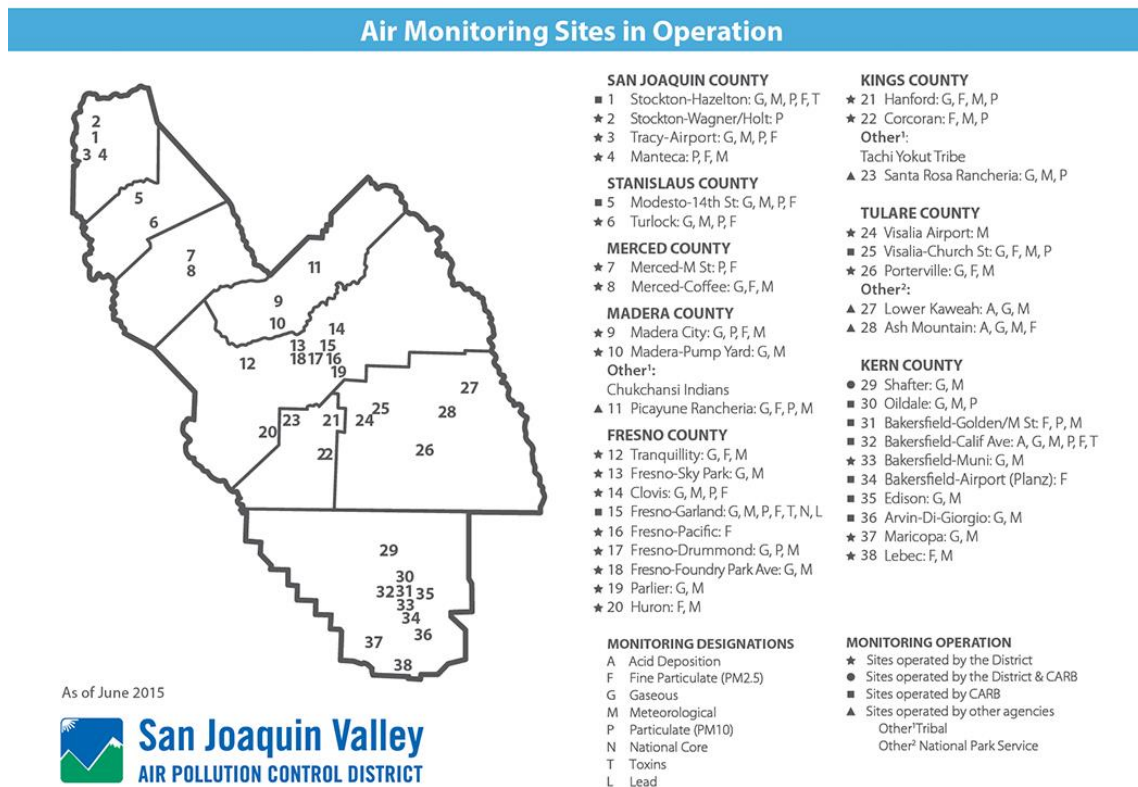 Air Monitoring Sites in Operation
2
1
3 4
5
6
7
8
11
9
10
14
13 15
12 18 17 16
19
27
23 21 24 25 28
20
22 26
29
30
32 31 35
33
34
37 36
38
As of June 2015
San Joaquin Valley
AIR POLLUTION CONTROL DISTRICT
SAN JOAQUIN COUNTY
■ 1 Stockton-Hazelton: G, M, P, F, T
★ 2 Stockton-Wagner/Holt: P
★ 3 Tracy-Airport: G, M, P, F
★ 4 Manteca: P, F, M
STANISLAUS COUNTY
■ 5 Modesto-14th St: G, M, P, F
★ 6 Turlock: G, M, P, F
MERCED COUNTY
★ 7 Merced-M St: P, F
★ 8 Merced-Coffee: G, F, M
MADERA COUNTY
★ 9 Madera City: G, P, F, M
★ 10 Madera-Pump Yard: G, M
Other¹:
Chukchansi Indians
▲ 11 Picayune Rancheria: G, F, P, M
FRESNO COUNTY
★ 12 Tranquillity: G, F, M
★ 13 Fresno-Sky Park: G, M
★ 14 Clovis: G, M, P, F
■ 15 Fresno-Garland: G, M, P, F, T, N, L
★ 16 Fresno-Pacific: F
★ 17 Fresno-Drummond: G, P, M
★ 18 Fresno-Foundry Park Ave: G, M
★ 19 Parlier: G, M
★ 20 Huron: F, M
KINGS COUNTY
★ 21 Hanford: G, F, M, P
★ 22 Corcoran: F, M, P
Other¹:
Tachi Yokut Tribe
▲ 23 Santa Rosa Rancheria: G, M, P
TULARE COUNTY
★ 24 Visalia Airport: M
■ 25 Visalia-Church St: G, F, M, P
★ 26 Porterville: G, F, M
Other²:
▲ 27 Lower Kaweah: A, G, M
▲ 28 Ash Mountain: A, G, M, F
KERN COUNTY
● 29 Shafter: G, M
■ 30 Oildale: G, M, P
■ 31 Bakersfield-Golden/M St: F, P, M
■ 32 Bakersfield-Calif Ave: A, G, M, P, F, T
★ 33 Bakersfield-Muni: G, M
■ 34 Bakersfield-Airport (Planz): F
■ 35 Edison: G, M
■ 36 Arvin-Di-Giorgio: G, M
★ 37 Maricopa: G, M
★ 38 Lebec: F, M
MONITORING DESIGNATIONS
A Acid Deposition
F Fine Particulate (PM2.5)
G Gaseous
M Meteorological
P Particulate (PM10)
N National Core
T Toxins
L Lead
MONITORING OPERATION
★ Sites operated by the District
● Sites operated by the District & CARB
■ Sites operated by CARB
▲ Sites operated by other agencies
Other¹Tribal
Other² National Park Service